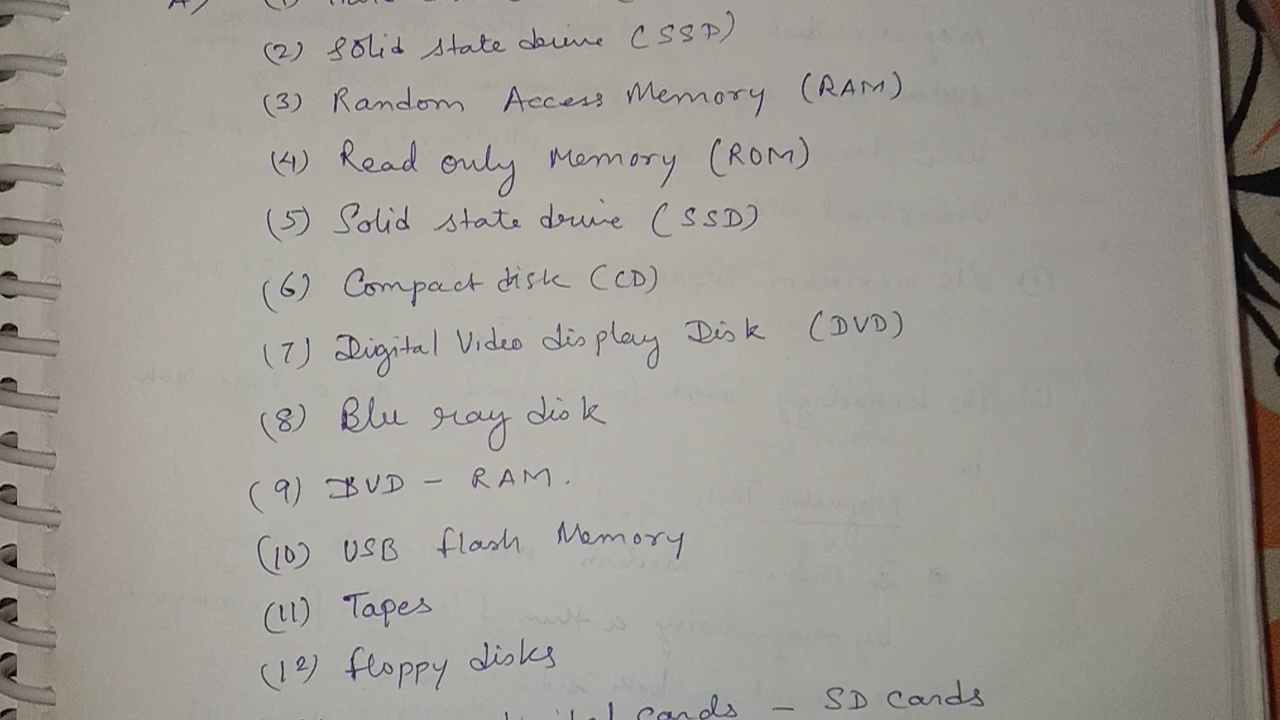 A) (1)
(2) Solid state drive (SSD)
(3) Random Access Memory (RAM)
(4) Read only Memory (ROM)
(5) Solid state drive (SSD)
(6) Compact disk (CD)
(7) Digital Video display Disk (DVD)
(8) Blu ray disk
(9) DVD - RAM.
(10) USB flash Memory
(11) Tapes
(12) floppy disks
cards - SD cards